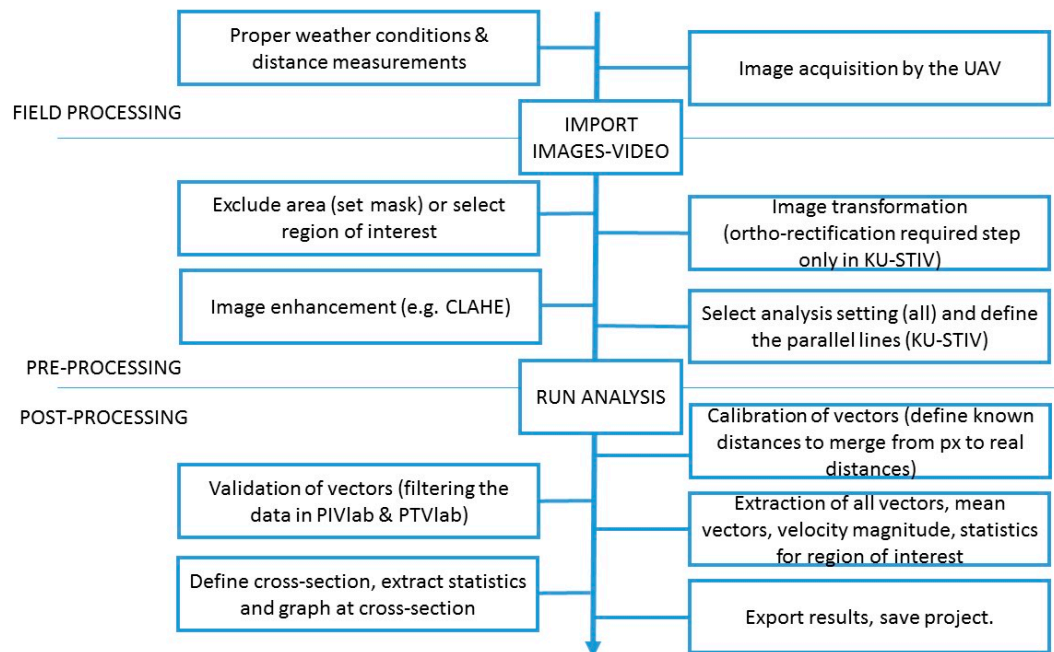 Proper weather conditions &
distance measurements
Image acquisition by the UAV
FIELD PROCESSING
IMPORT
IMAGES-VIDEO
Exclude area (set mask) or select
region of interest
Image transformation
(ortho-rectification required step
only in KU-STIV)
Image enhancement (e.g. CLAHE)
Select analysis setting (all) and define
the parallel lines (KU-STIV)
PRE-PROCESSING
RUN ANALYSIS
POST-PROCESSING
Calibration of vectors (define known
distances to merge from px to real
distances)
Validation of vectors (filtering the
data in PIVlab & PTVlab)
Extraction of all vectors, mean
vectors, velocity magnitude, statistics
for region of interest
Define cross-section, extract statistics
and graph at cross-section
Export results, save project.